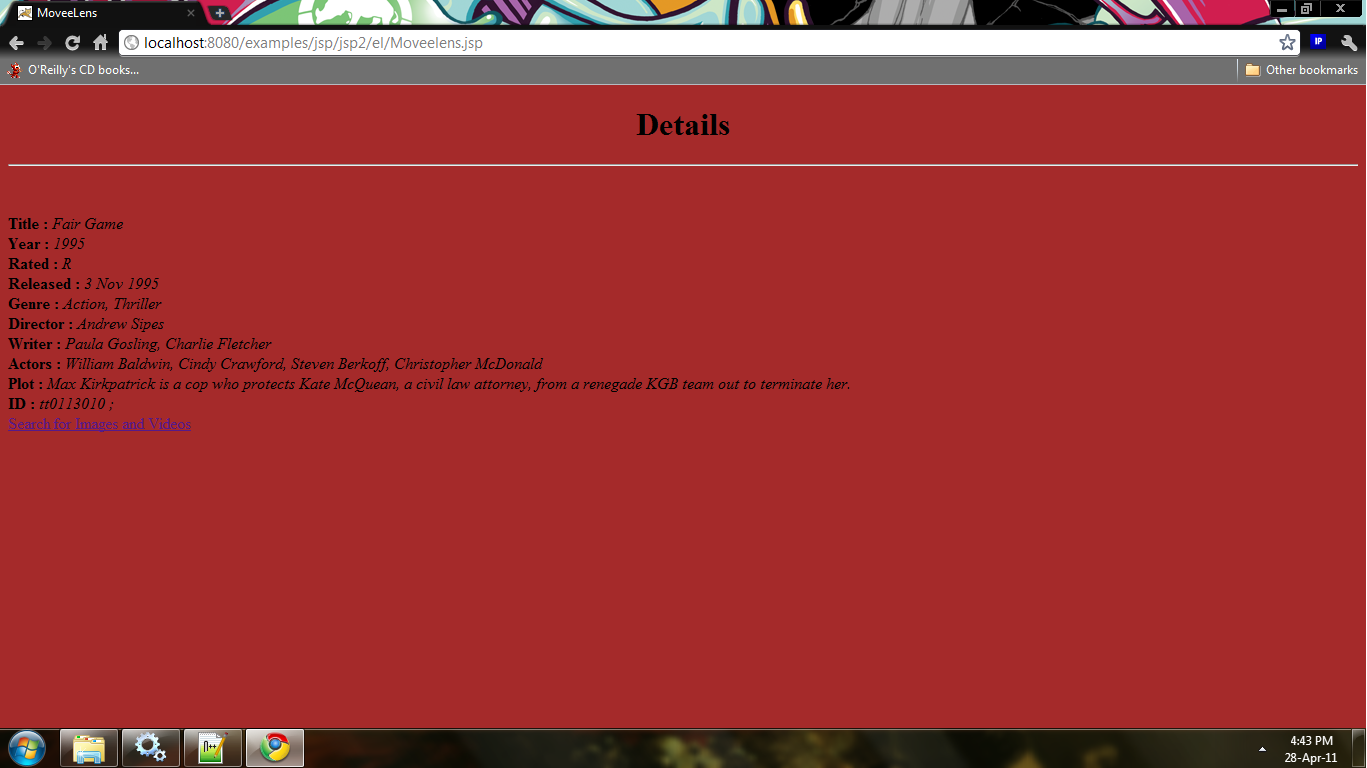 MoveeLens
localhost:8080/examples/jsp/jsp2/el/Moveelens.jsp
IP
O'Reilly's CD books...
Other bookmarks
Details
Title : Fair Game
Year : 1995
Rated : R
Released : 3 Nov 1995
Genre : Action, Thriller
Director : Andrew Sipes
Writer : Paula Gosling, Charlie Fletcher
Actors : William Baldwin, Cindy Crawford, Steven Berkoff, Christopher McDonald
Plot : Max Kirkpatrick is a cop who protects Kate McQuean, a civil law attorney, from a renegade KGB team out to terminate her.
ID : tt0113010 ;
Search for Images and Videos
4:43 PM
28-Apr-11